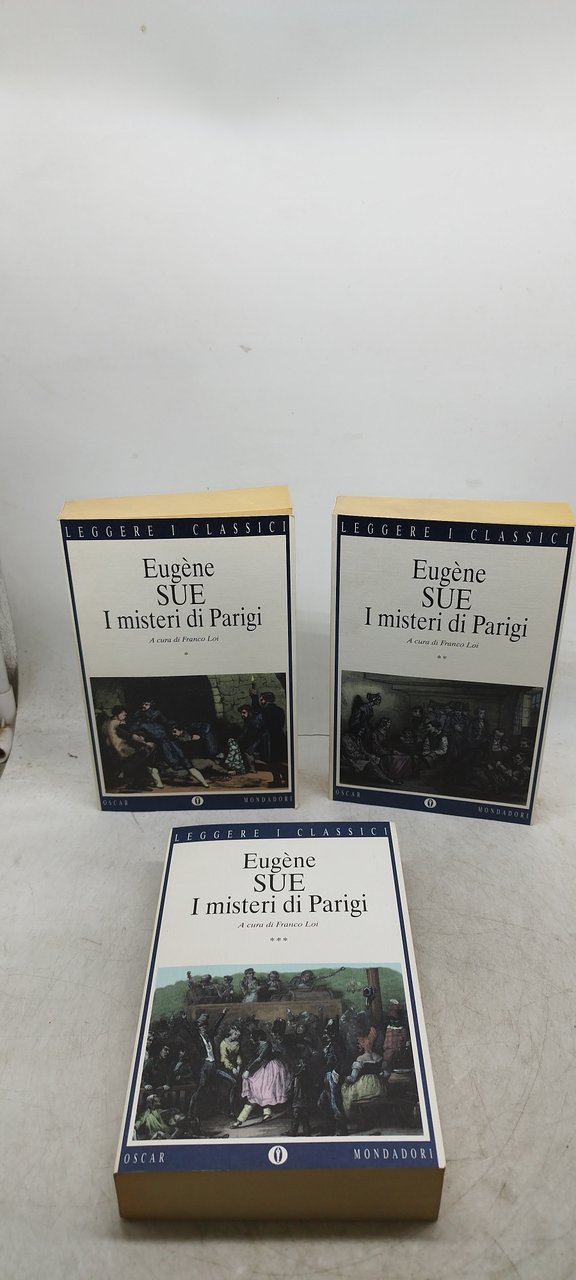 LEGGERE I CLASSICI
Eugène
SUE
I misteri di Parigi
A cura di Franco Loi
*
OSCAR MONDADORI
LEGGERE I CLASSICI
Eugène
SUE
I misteri di Parigi
A cura di Franco Loi
**
OSCAR MONDADORI
LEGGERE I CLASSICI
Eugène
SUE
I misteri di Parigi
A cura di Franco Loi
***
OSCAR MONDADORI